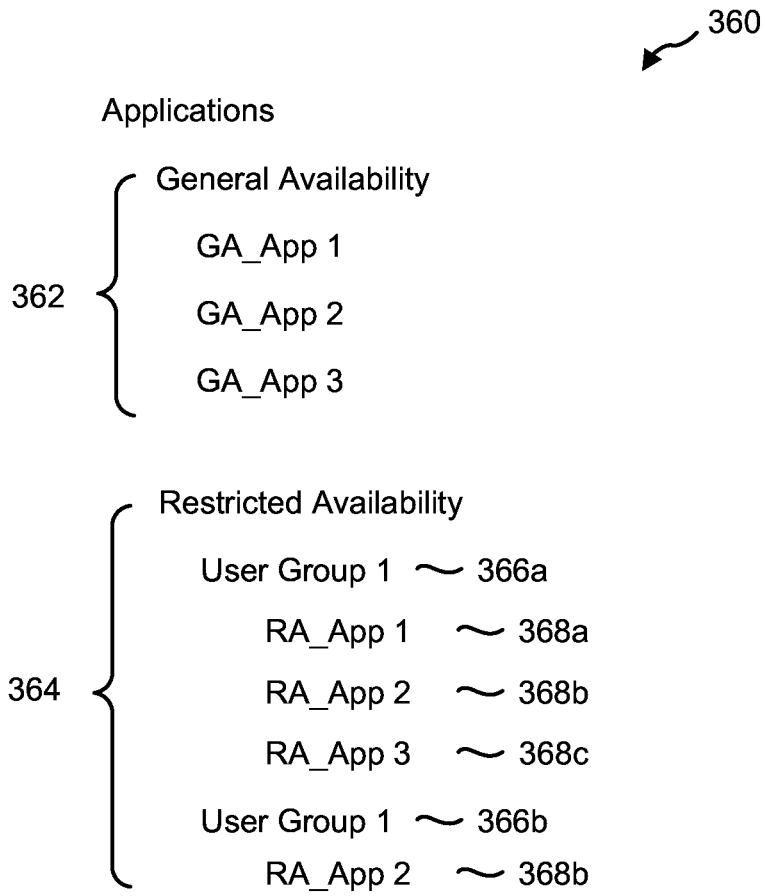 360
Applications
General Availability
GA_App 1
362
GA_App 2
GA_App 3
Restricted Availability
User Group 1 366a
RA_App 1 368a
364
RA_App 2 368b
RA_App 3 368c
User Group 1 366b
RA_App 2 368b